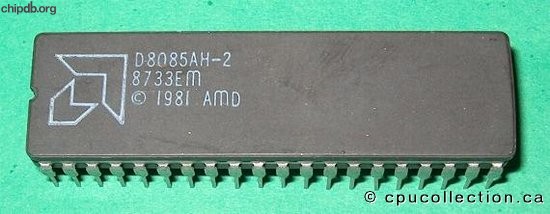 chipdb.org
D8085AH-2
8733EM
© 1981 AMD
© cpucollection.ca